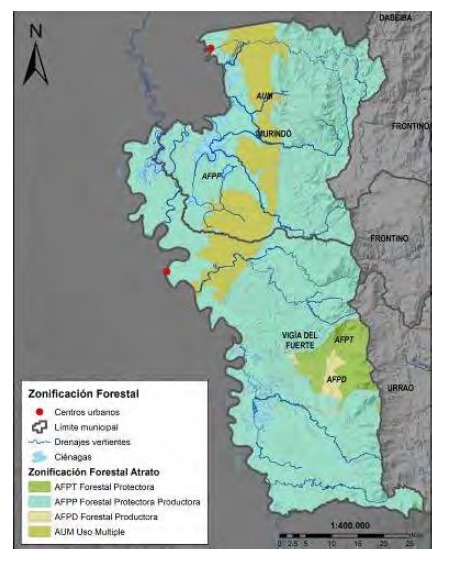 N
DABEIBA
AUM
FRONTINO
MURINDÓ
AFPP
FRONTINO
VIGÍA DEL
FUERTE
AFPT
AFPD
URRAO
Zonificación Forestal
Centros urbanos
Límite municipal
Drenajes vertientes
Ciénagas
Zonificación Forestal Atrato
AFPT Forestal Protectora
AFPP Forestal Protectora Productora
AFPD Forestal Productora
AUM Uso Multiple
1:400.000
0 2,5 5 10 15 20 25